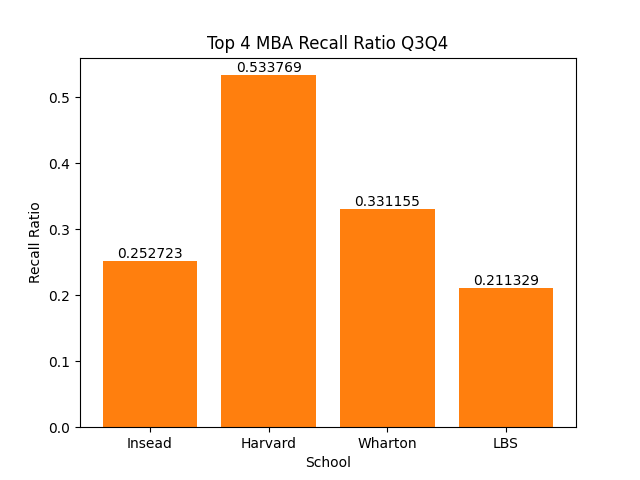 Top 4 MBA Recall Ratio Q3Q4
0.533769
0.331155
0.252723
0.211329
0.5
0.4
0.3
0.2
0.1
0.0
Recall Ratio
Insead Harvard Wharton LBS
School